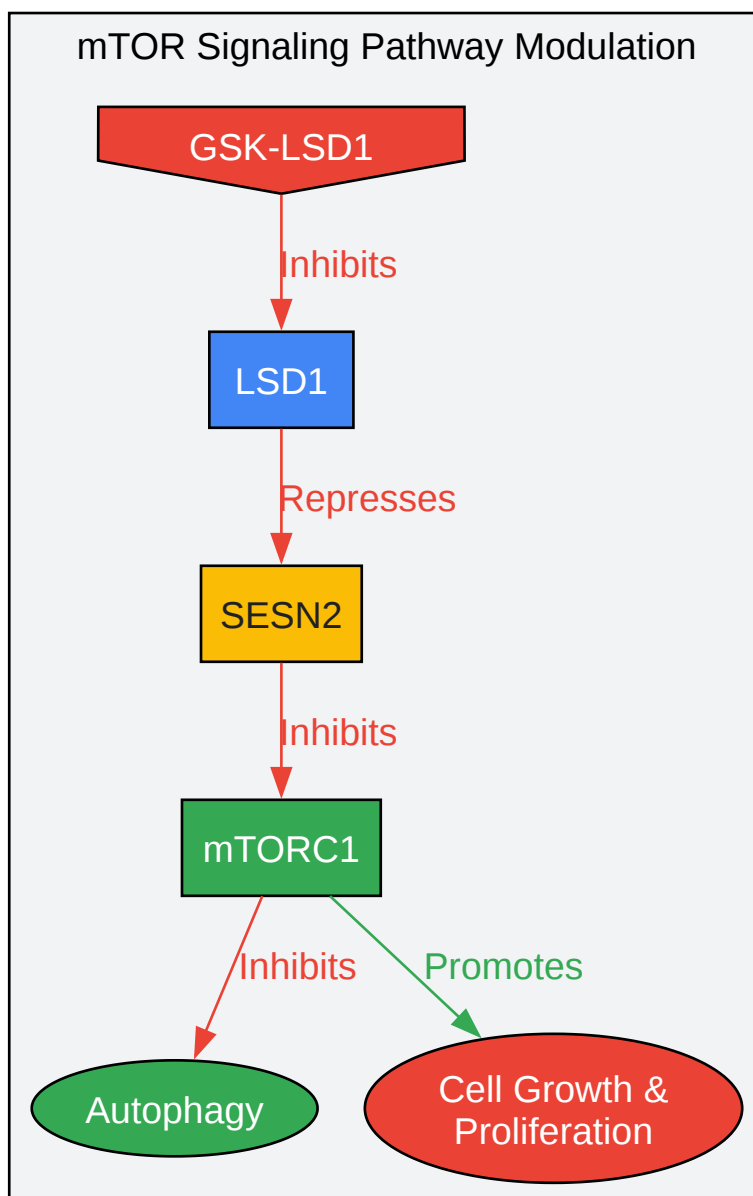 mTOR Signaling Pathway Modulation
GSK-LSD1
Inhibits
LSD1
Represses
SESN2
Inhibits
mTORC1
Inhibits
Promotes
Autophagy
Cell Growth &
Proliferation